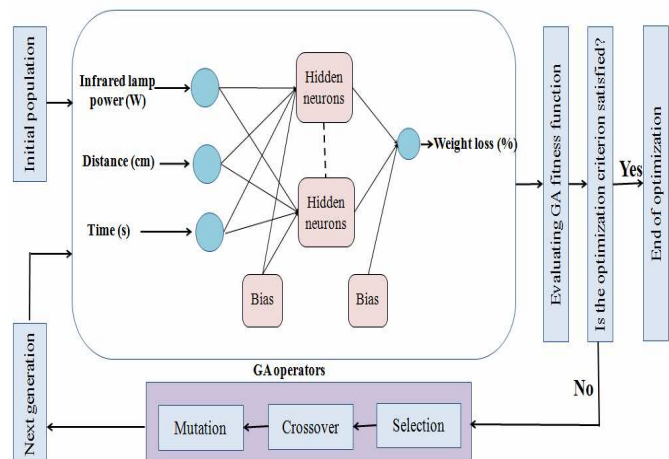 Initial population
Infrared lamp
power (W)
Distance (cm)
Time (s)
Hidden
neurons
Hidden
neurons
Bias
Bias
Weight loss (%)
Evaluating GA fitness function
Is the optimization criterion satisfied?
Yes
End of optimization
No
GA operators
Selection
Crossover
Mutation
Next generation